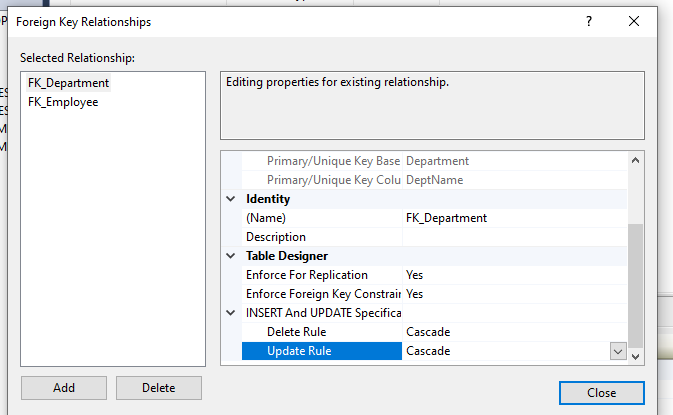 Foreign Key Relationships
Selected Relationship:
FK_Department
FK_Employee
Editing properties for existing relationship.
Primary/Unique Key Base Department
Primary/Unique Key Colu DeptName
Identity
(Name) FK_Department
Description
Table Designer
Enforce For Replication Yes
Enforce Foreign Key Constrain Yes
INSERT And UPDATE Specifica
Delete Rule Cascade
Update Rule Cascade
Add Delete
Close